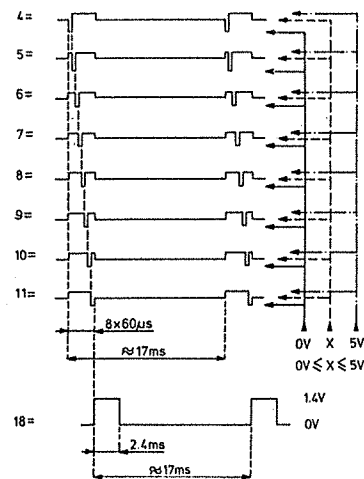 4=
5=
6=
7=
8=
9=
10=
11=
8×60µs
≈17ms
0V X 5V
0V ≤ X ≤ 5V
18=
1.4V
0V
2.4ms
≈17ms